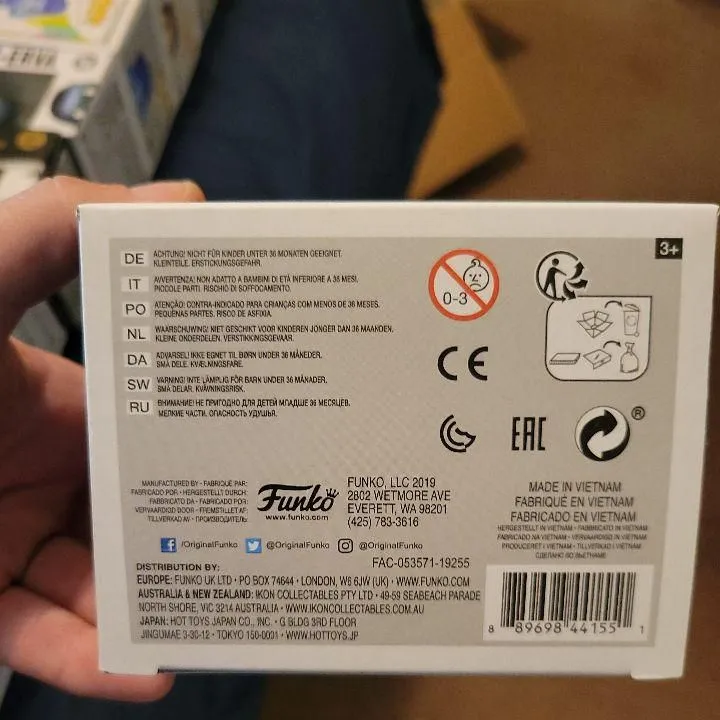 3+
DE ACHTUNG! NICHT FÜR KINDER UNTER 36 MONATEN GEEIGNET.
KLEINTEILE. ERSTICKUNGSGEFAHR.
IT AVVERTENZA! NON ADATTO A BAMBINI DI ETÀ INFERIORE A 36 MESI.
PICCOLE PARTI. RISCHIO DI SOFFOCAMENTO.
PO ATENÇÃO: CONTRA-INDICADO PARA CRIANÇAS COM MENOS DE 36 MESES.
PEQUENAS PARTES. RISCO DE ASFIXIA.
NL WAARSCHUWING! NIET GESCHIKT VOOR KINDEREN JONGER DAN 36 MAANDEN.
KLEINE ONDERDELEN. VERSTIKKINGSGEVAAR.
DA ADVARSEL! IKKE EGNET TIL BØRN UNDER 36 MÅNEDER.
SMÅ DELE. KVÆLNINGSFARE.
SW VARNING! INTE LÄMPLIG FÖR BARN UNDER 36 MÅNADER.
SMÅ DELAR. KVÄVNINGSRISK.
RU ВНИМАНИЕ! НЕ ПРИГОДНО ДЛЯ ДЕТЕЙ МЛАДШЕ 36 МЕСЯЦЕВ.
МЕЛКИЕ ЧАСТИ. ОПАСНОСТЬ УДУШЬЯ.
0-3
CE
EAC
®
MANUFACTURED BY • FABRIQUÉ PAR:
FABRICADO POR • HERGESTELLT DURCH:
FABBRICATO DA • FABRICADO POR:
VERVAARDIGD DOOR • FREMSTILLET AF:
TILLVERKAD AV • ПРОИЗВОДИТЕЛЬ:
Funko
www.funko.com
FUNKO, LLC 2019
2802 WETMORE AVE
EVERETT, WA 98201
(425) 783-3616
MADE IN VIETNAM
FABRIQUÉ EN VIETNAM
FABRICADO EN VIETNAM
HERGESTELLT IN VIETNAM • FABBRICATO IN VIETNAM
FABRICADO NA VIETNAM • VERVAARDIGD IN VIETNAM
PRODUCERET I VIETNAM • TILLVERKAD I VIETNAM
СДЕЛАНО ВО ВЬЕТНАМЕ
/OriginalFunko @OriginalFunko @OriginalFunko
FAC-053571-19255
DISTRIBUTION BY:
EUROPE: FUNKO UK LTD • PO BOX 74644 • LONDON, W6 6JW (UK) • WWW.FUNKO.COM
AUSTRALIA & NEW ZEALAND: IKON COLLECTABLES PTY LTD • 49-59 SEABEACH PARADE
NORTH SHORE, VIC 3214 AUSTRALIA • WWW.IKONCOLLECTABLES.COM.AU
JAPAN: HOT TOYS JAPAN CO., INC. • G BLDG 3RD FLOOR
JINGUMAE 3-30-12 • TOKYO 150-0001 • WWW.HOTTOYS.JP
8 89698 44155 1